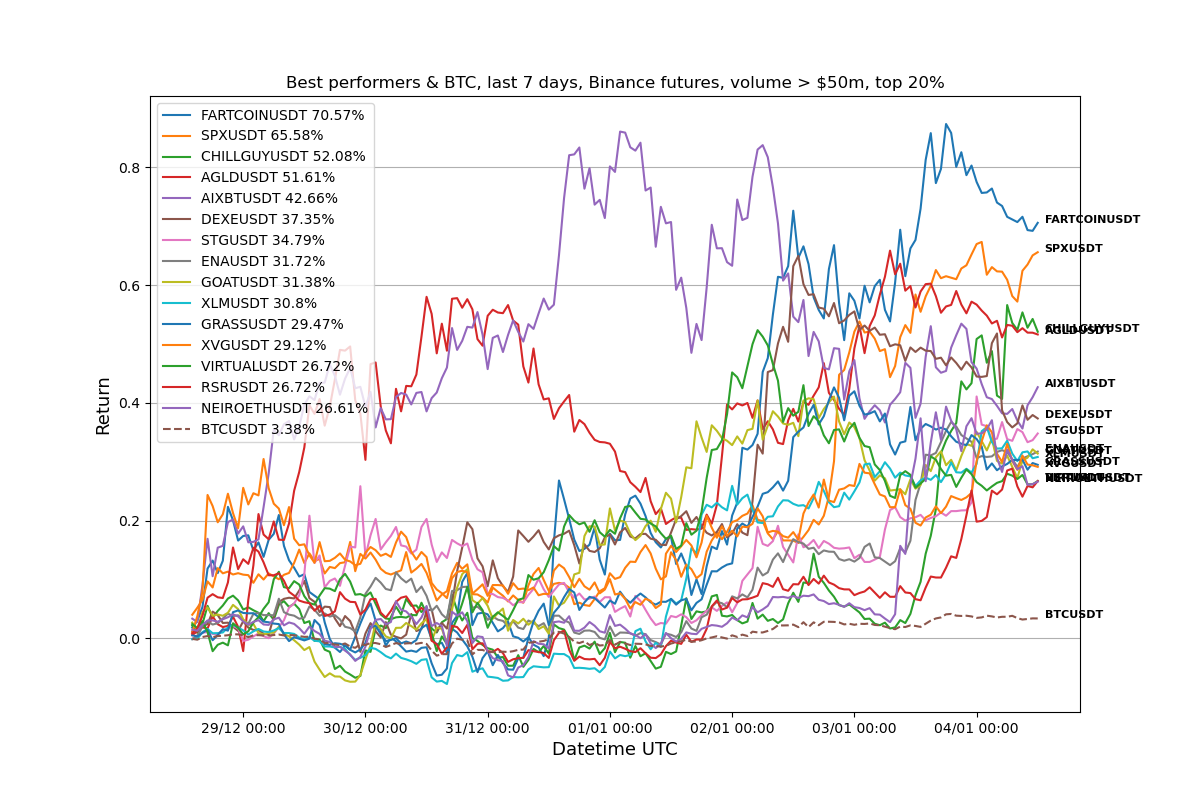 Best performers & BTC, last 7 days, Binance futures, volume > $50m, top 20%
FARTCOINUSDT 70.57%
SPXUSDT 65.58%
CHILLGUYUSDT 52.08%
AGLDUSDT 51.61%
AIXBTUSDT 42.66%
DEXEUSDT 37.35%
STGUSDT 34.79%
ENAUSDT 31.72%
GOATUSDT 31.38%
XLMUSDT 30.8%
GRASSUSDT 29.47%
XVGUSDT 29.12%
VIRTUALUSDT 26.72%
RSRUSDT 26.72%
NEIROETHUSDT 26.61%
BTCUSDT 3.38%
0.8
0.6
0.4
0.2
0.0
Return
FARTCOINUSDT
SPXUSDT
CHILLGUYUSDT
AGLDUSDT
AIXBTUSDT
DEXEUSDT
STGUSDT
ENAUSDT
GRASSUSDT
XVGUSDT
NEIROETHUSDT
BTCUSDT
29/12 00:00
30/12 00:00
31/12 00:00
01/01 00:00
02/01 00:00
03/01 00:00
04/01 00:00
Datetime UTC